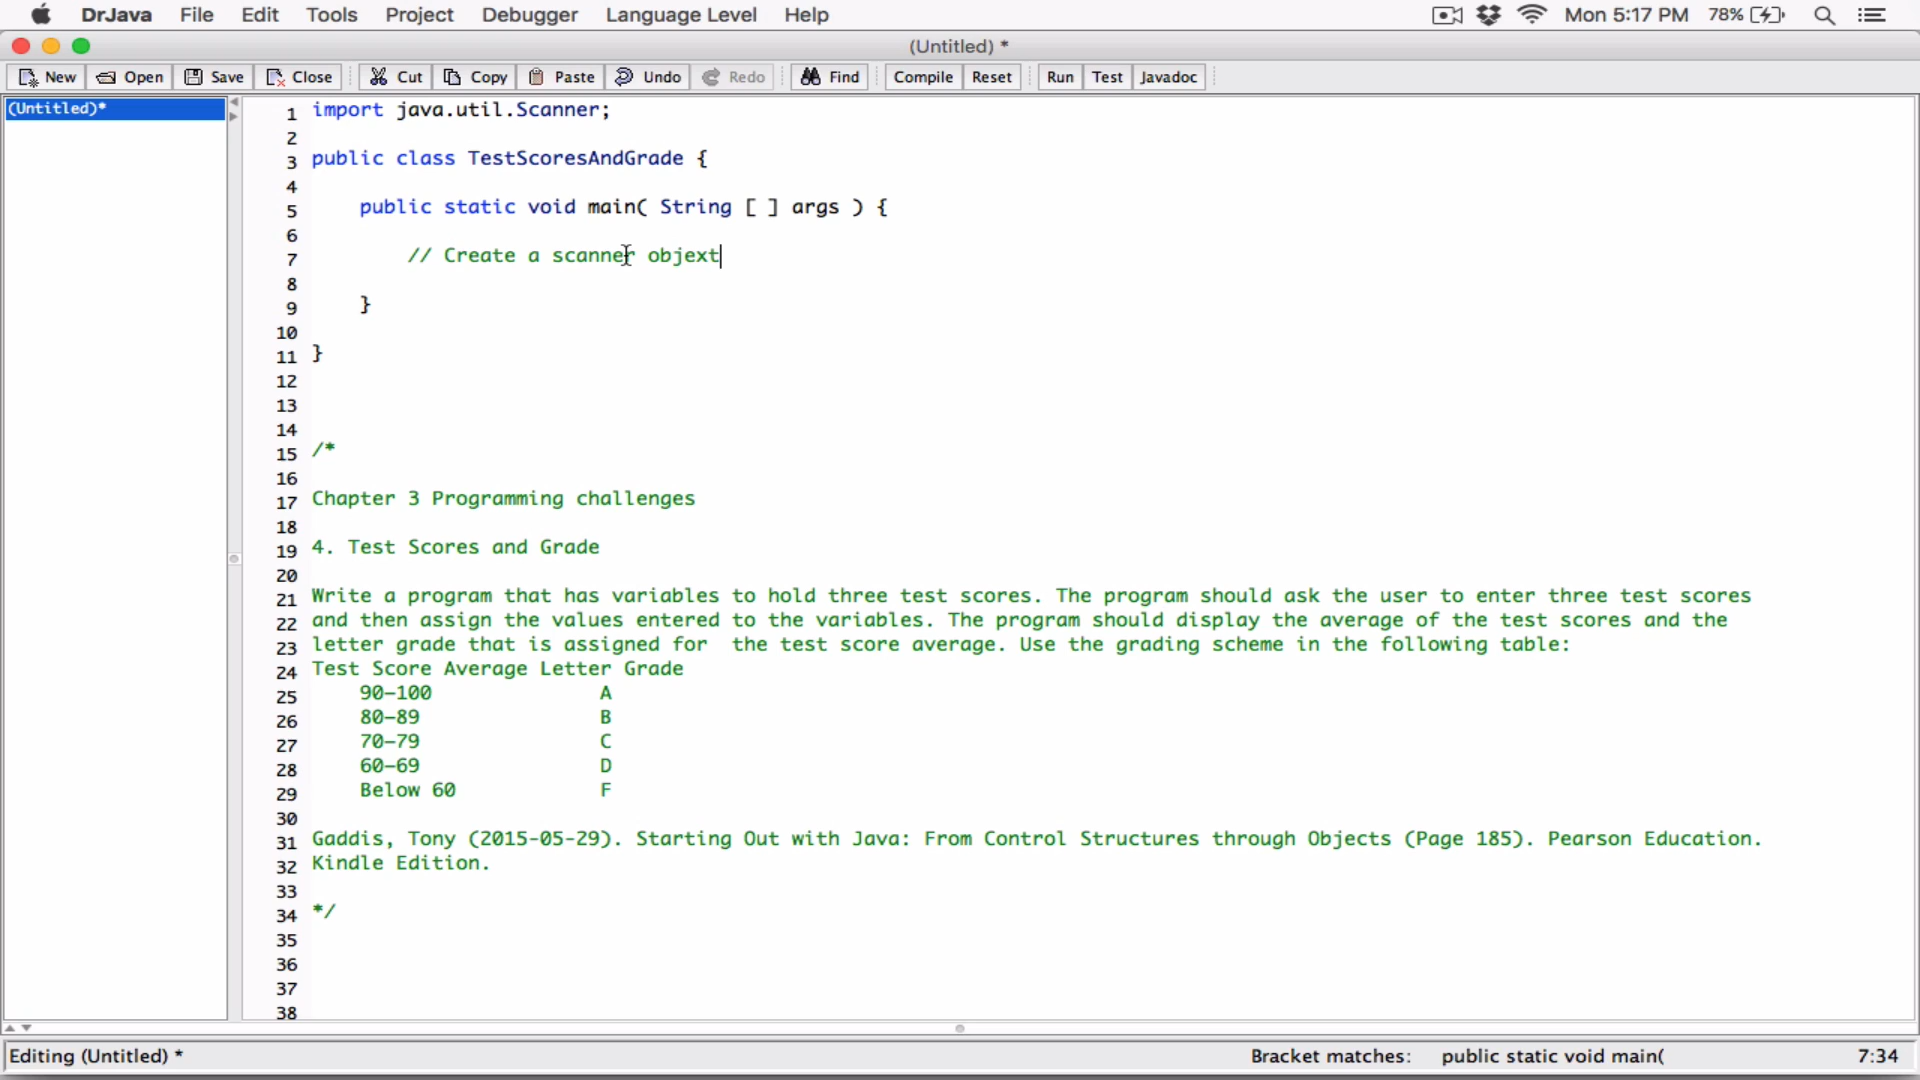 DrJava File Edit Tools Project Debugger Language Level Help Mon 5:17 PM 78%
(Untitled) *
New Open Save Close Cut Copy Paste Undo Redo Find Compile Reset Run Test Javadoc
(Untitled)*
1 import java.util.Scanner;
2
3 public class TestScoresAndGrade {
4
5 public static void main( String [ ] args ) {
6
7 // Create a scanner objext
8
9 }
10
11 }
12
13
14
15 /*
16
17 Chapter 3 Programming challenges
18
19 4. Test Scores and Grade
20
21 Write a program that has variables to hold three test scores. The program should ask the user to enter three test scores
22 and then assign the values entered to the variables. The program should display the average of the test scores and the
23 letter grade that is assigned for  the test score average. Use the grading scheme in the following table:
24 Test Score Average Letter Grade
25 90–100 A
26 80–89 B
27 70–79 C
28 60–69 D
29 Below 60 F
30
31 Gaddis, Tony (2015-05-29). Starting Out with Java: From Control Structures through Objects (Page 185). Pearson Education.
32 Kindle Edition.
33
34 */
35
36
37
38
Editing (Untitled) * Bracket matches: public static void main( 7:34